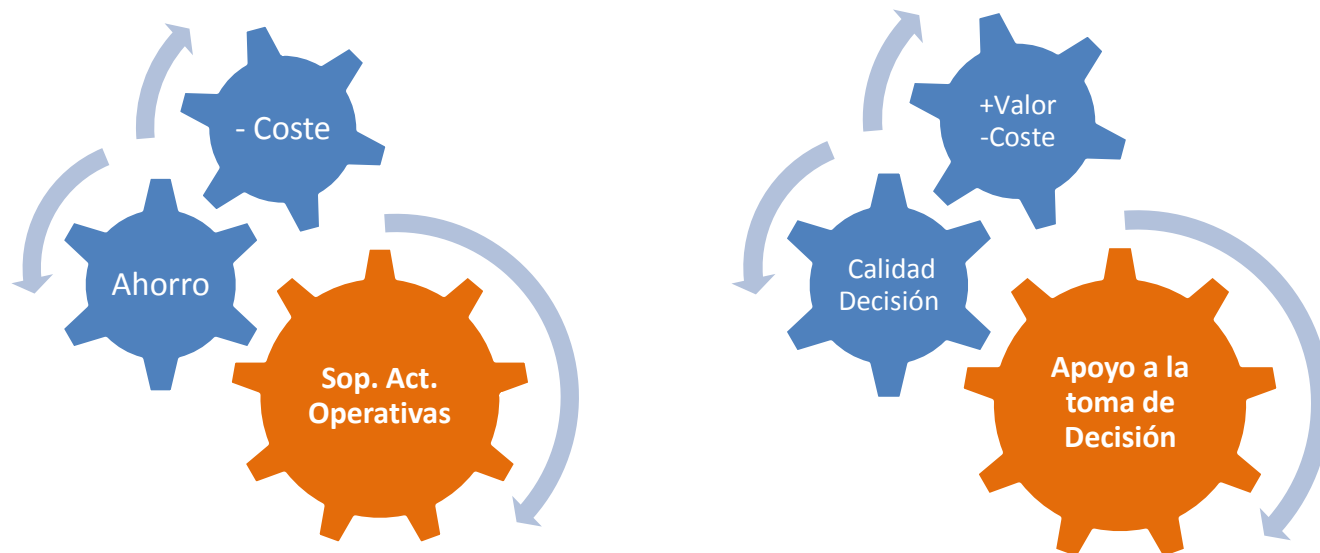 - Coste
Ahorro
Sop. Act.
Operativas
+Valor
-Coste
Calidad
Decisión
Apoyo a la
toma de
Decisión